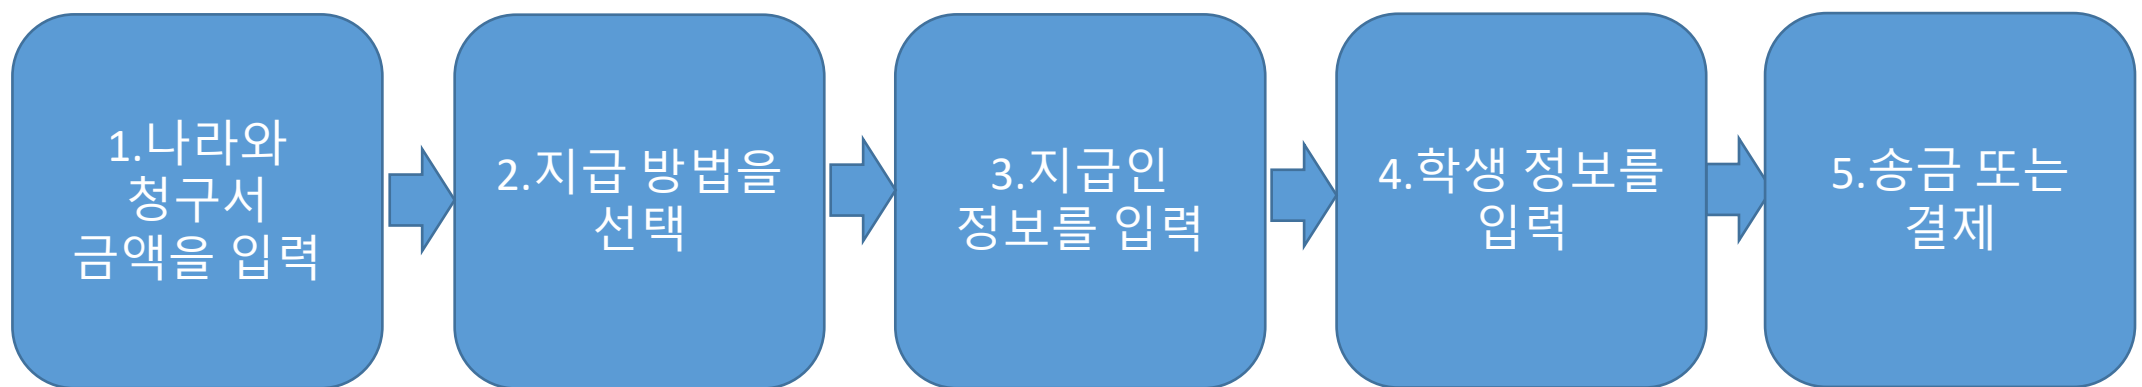 1.나라와
청구서
금액을 입력
2.지급 방법을
선택
3.지급인
정보를 입력
4.학생 정보를
입력
5.송금 또는
결제